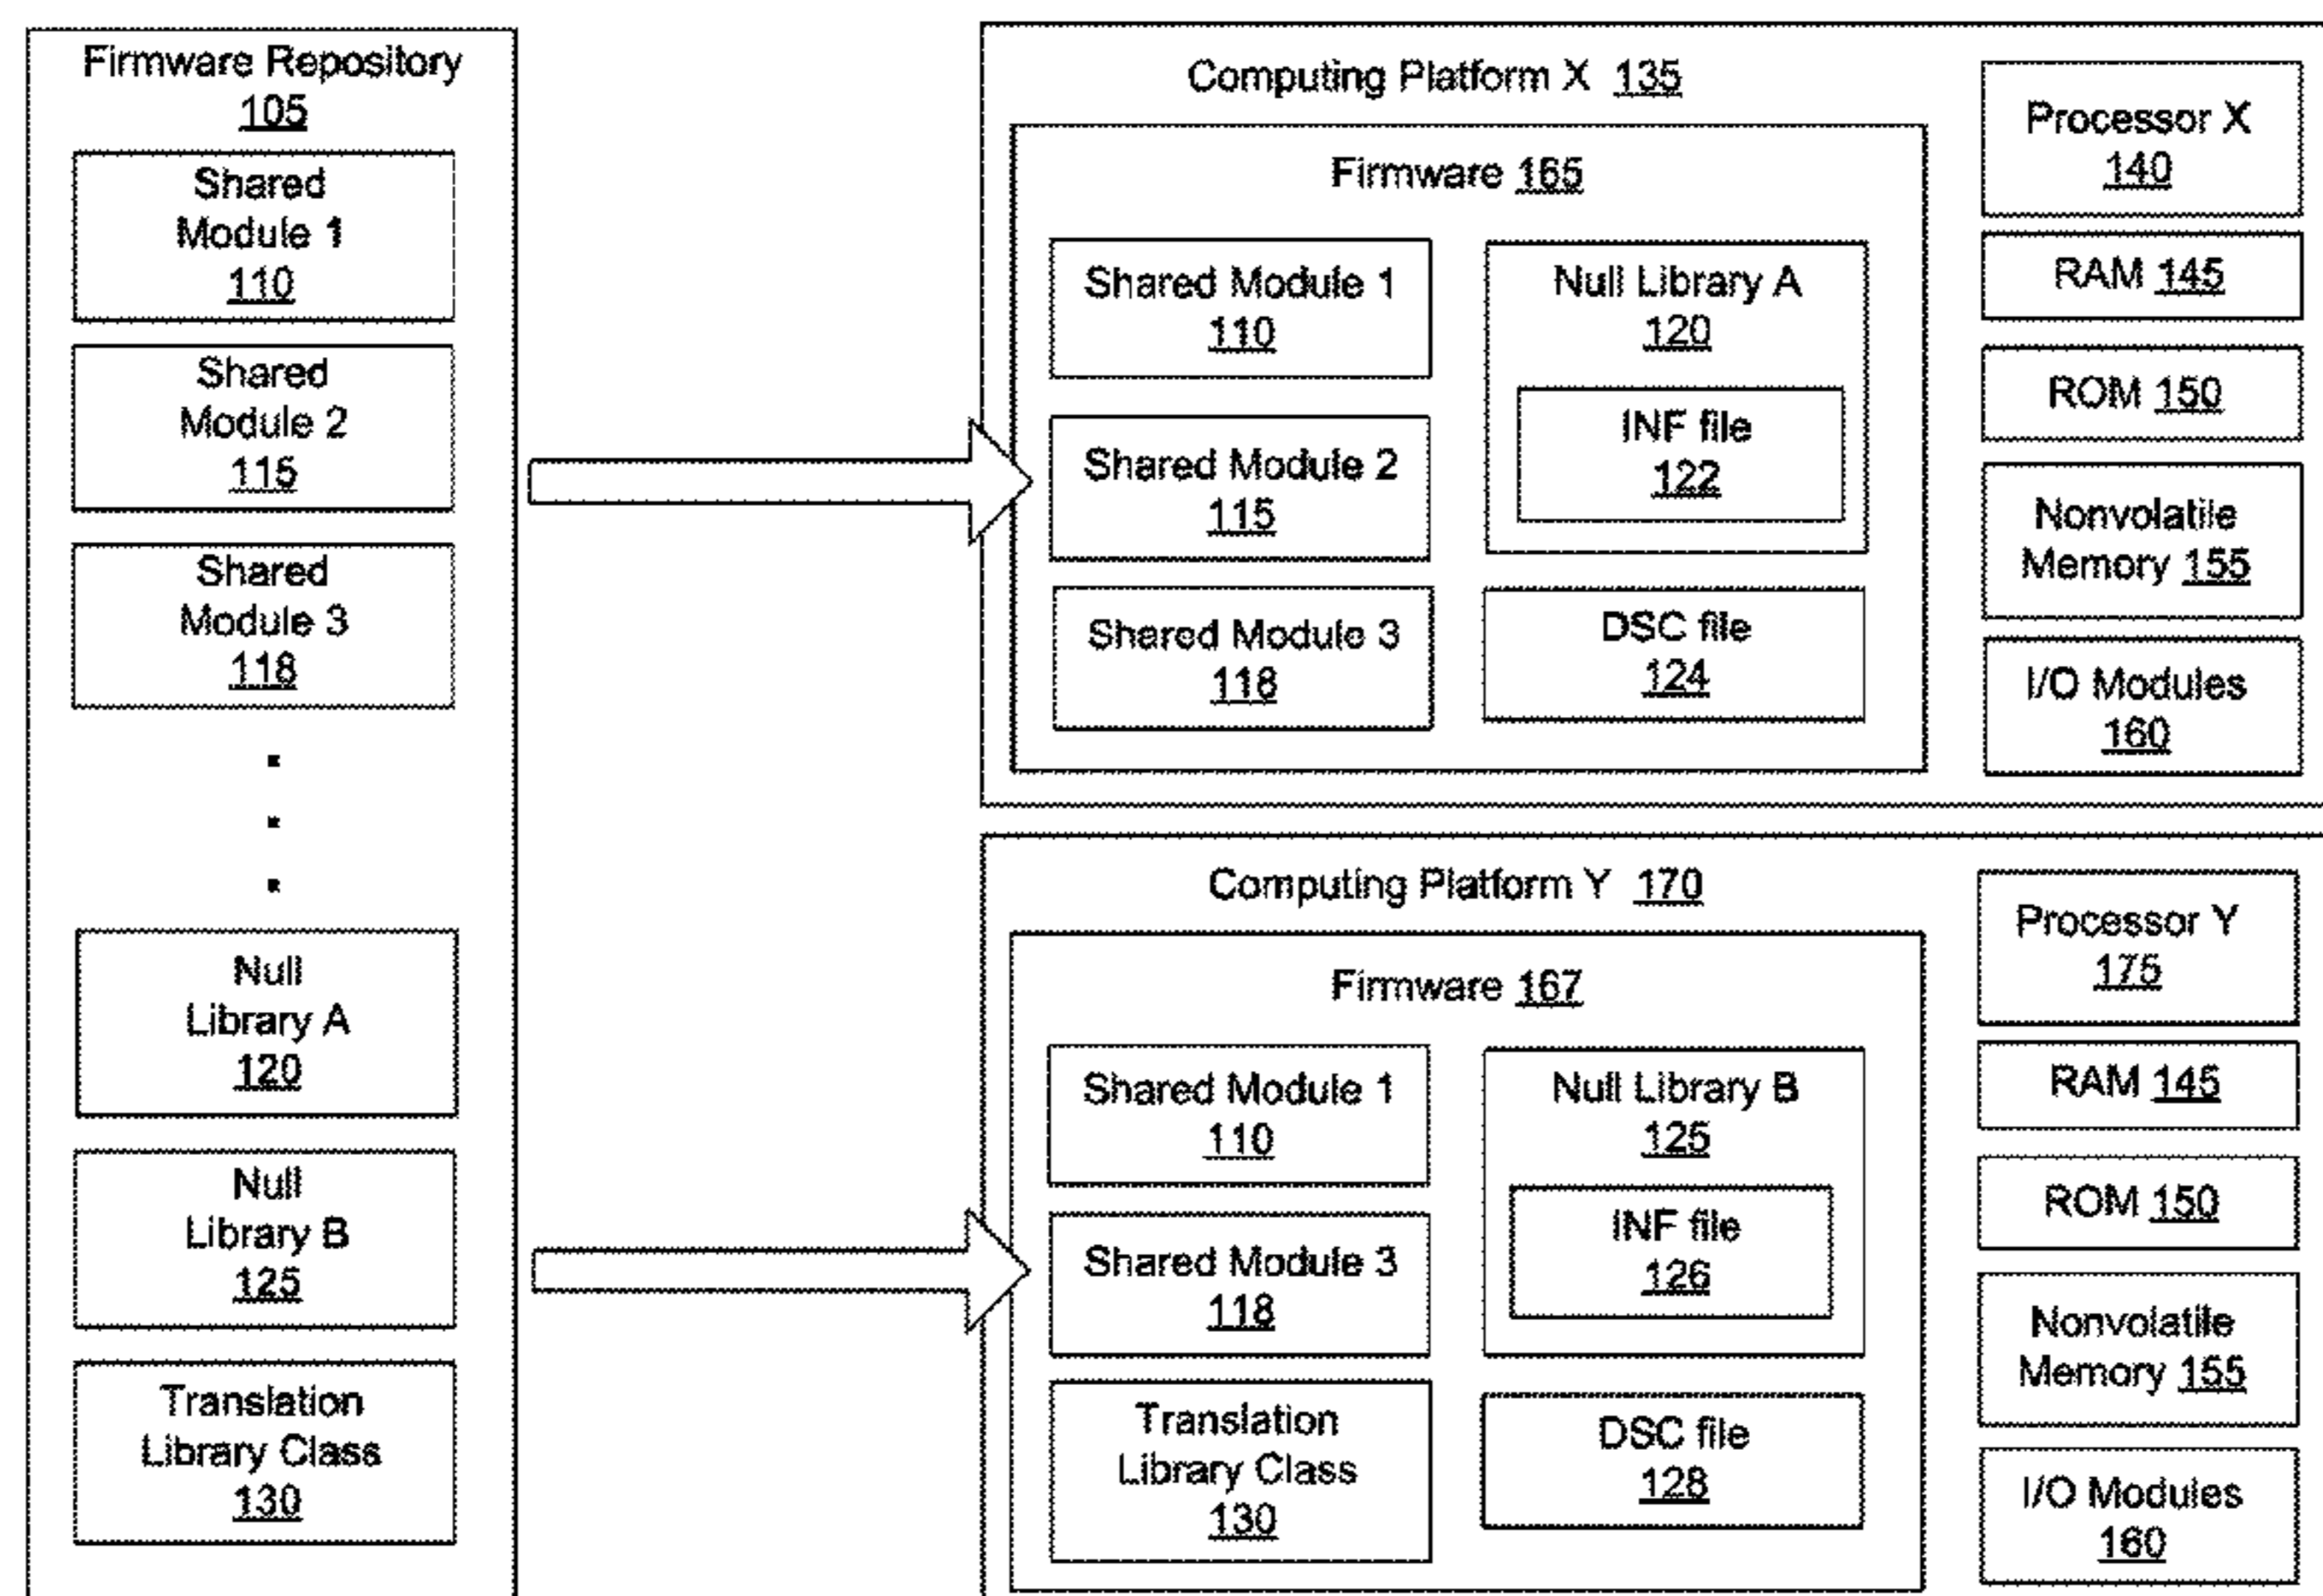 Firmware Repository
105
Shared
Module 1
110
Shared
Module 2
115
Shared
Module 3
118
Null
Library A
120
Null
Library B
125
Translation
Library Class
130
Computing Platform X 135
Firmware 165
Shared Module 1
110
Shared Module 2
115
Shared Module 3
118
Null Library A
120
INF file
122
DSC file
124
Processor X
140
RAM 145
ROM 150
Nonvolatile
Memory 155
I/O Modules
160
Computing Platform Y 170
Firmware 167
Shared Module 1
110
Shared Module 3
118
Translation
Library Class
130
Null Library B
125
INF file
126
DSC file
128
Processor Y
175
RAM 145
ROM 150
Nonvolatile
Memory 155
I/O Modules
160